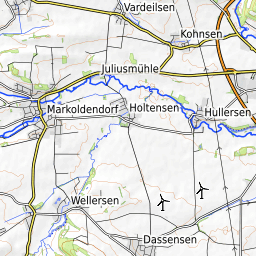 Vardeilsen
Kohnsen
Juliusmühle
Markoldendorf
Holtensen
Hullersen
Wellersen
Dassensen